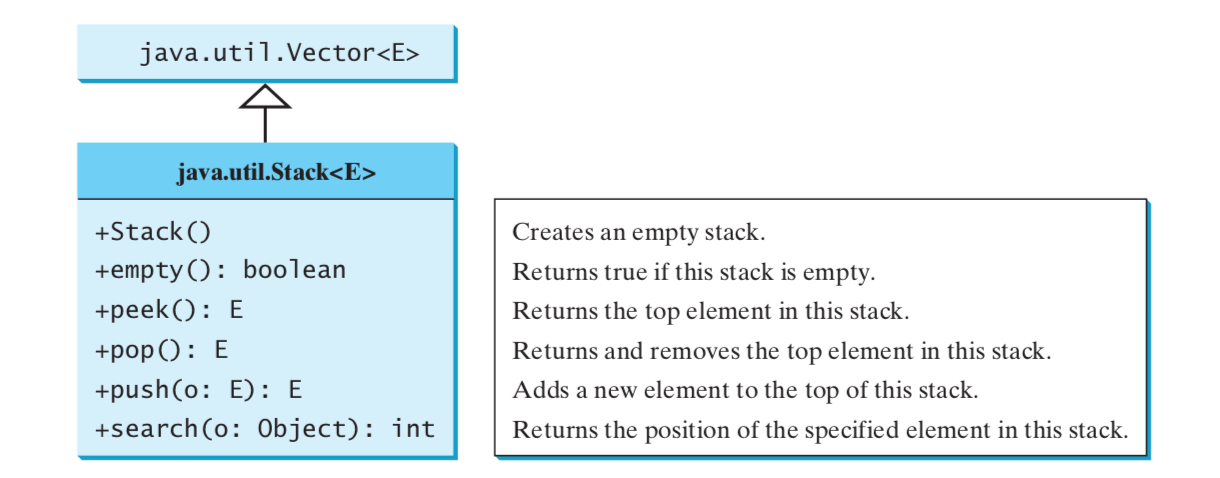 java.util.Vector<E>
java.util.Stack<E>
+Stack()
+empty(): boolean
+peek(): E
+pop(): E
+push(o: E): E
+search(o: Object): int
Creates an empty stack.
Returns true if this stack is empty.
Returns the top element in this stack.
Returns and removes the top element in this stack.
Adds a new element to the top of this stack.
Returns the position of the specified element in this stack.